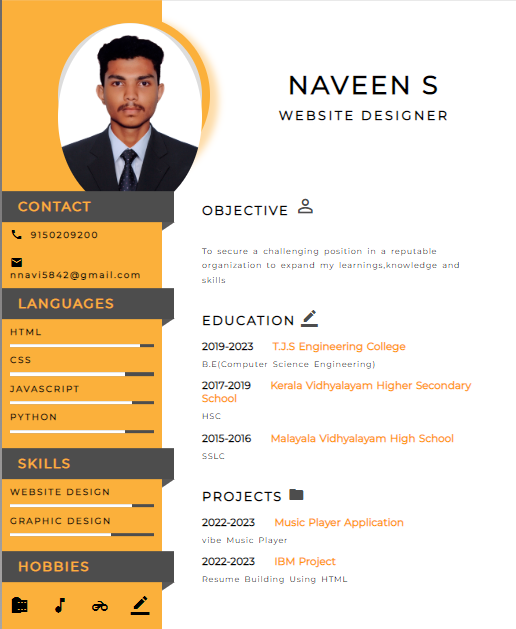 NAVEEN S
WEBSITE DESIGNER
CONTACT
9150209200
nnavi5842@gmail.com
LANGUAGES
HTML
CSS
JAVASCRIPT
PYTHON
SKILLS
WEBSITE DESIGN
GRAPHIC DESIGN
HOBBIES
OBJECTIVE
To secure a challenging position in a reputable
organization to expand my learnings,knowledge and
skills
EDUCATION
2019-2023 T.J.S Engineering College
B.E(Computer Science Engineering)
2017-2019 Kerala Vidhyalayam Higher Secondary
School
HSC
2015-2016 Malayala Vidhyalayam High School
SSLC
PROJECTS
2022-2023 Music Player Application
vibe Music Player
2022-2023 IBM Project
Resume Building Using HTML